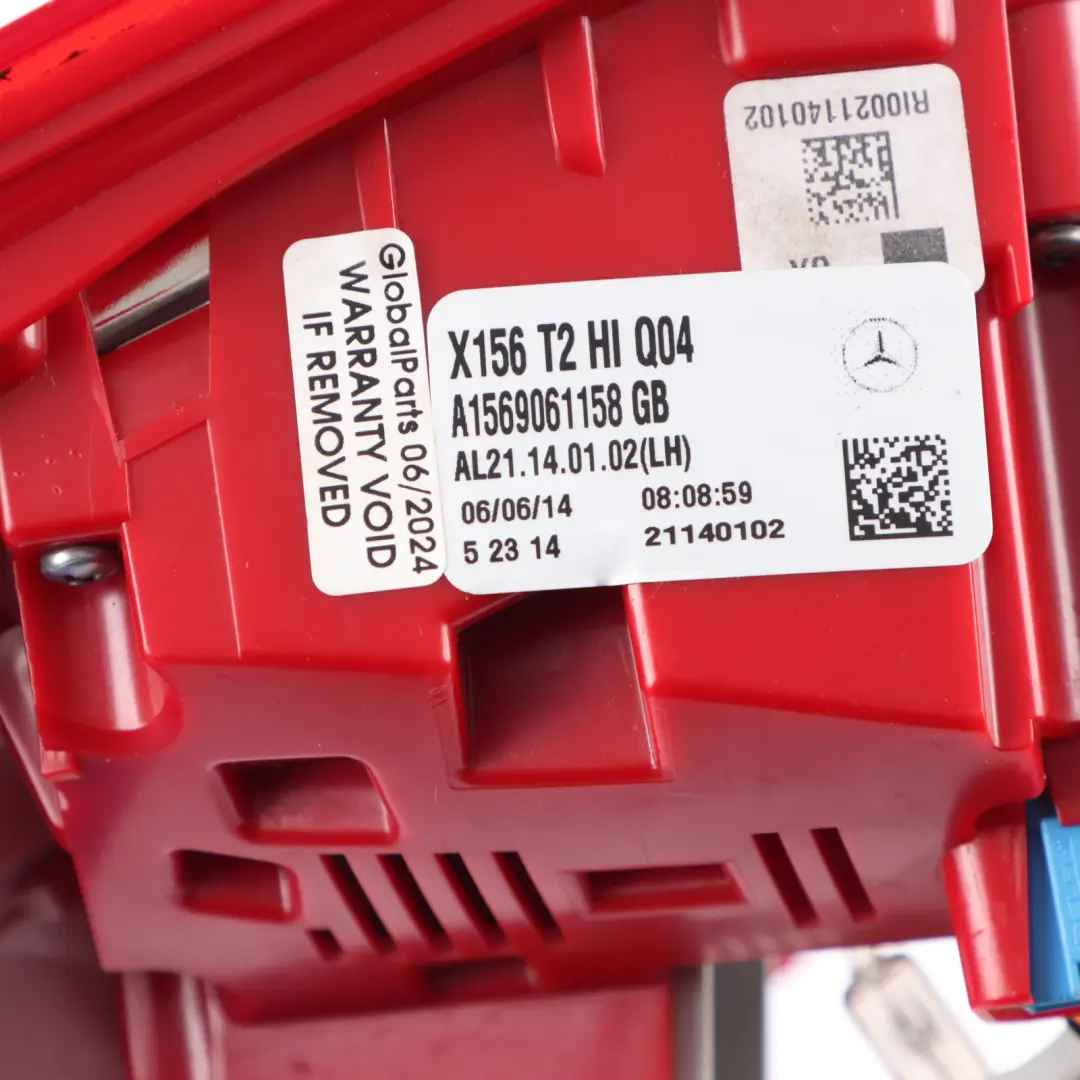 RI0021140102
GlobalParts 06/2024
WARRANTY VOID
IF REMOVED
X156 T2 HI Q04
A1569061158 GB
AL21.14.01.02(LH)
06/06/14 08:08:59
5 23 14 21140102